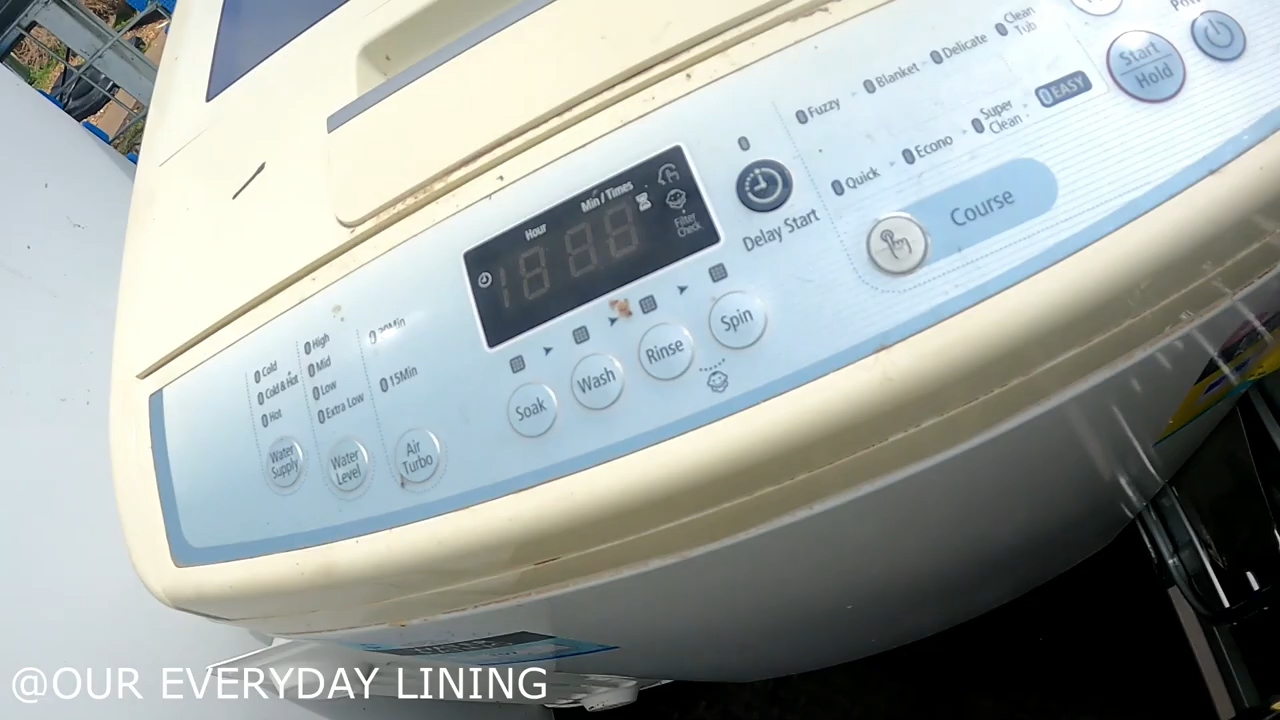 Cold
Cold & Hot
Hot
Water
Supply
High
Mid
Low
Extra Low
Water
Level
15Min
Air
Turbo
Hour
Min / Times
Filter
Check
Soak
Wash
Rinse
Spin
Delay Start
Fuzzy
Blanket
Delicate
Clean
Tub
Quick
Econo
Super
Clean
EASY
Course
Start
Hold
@OUR EVERYDAY LINING